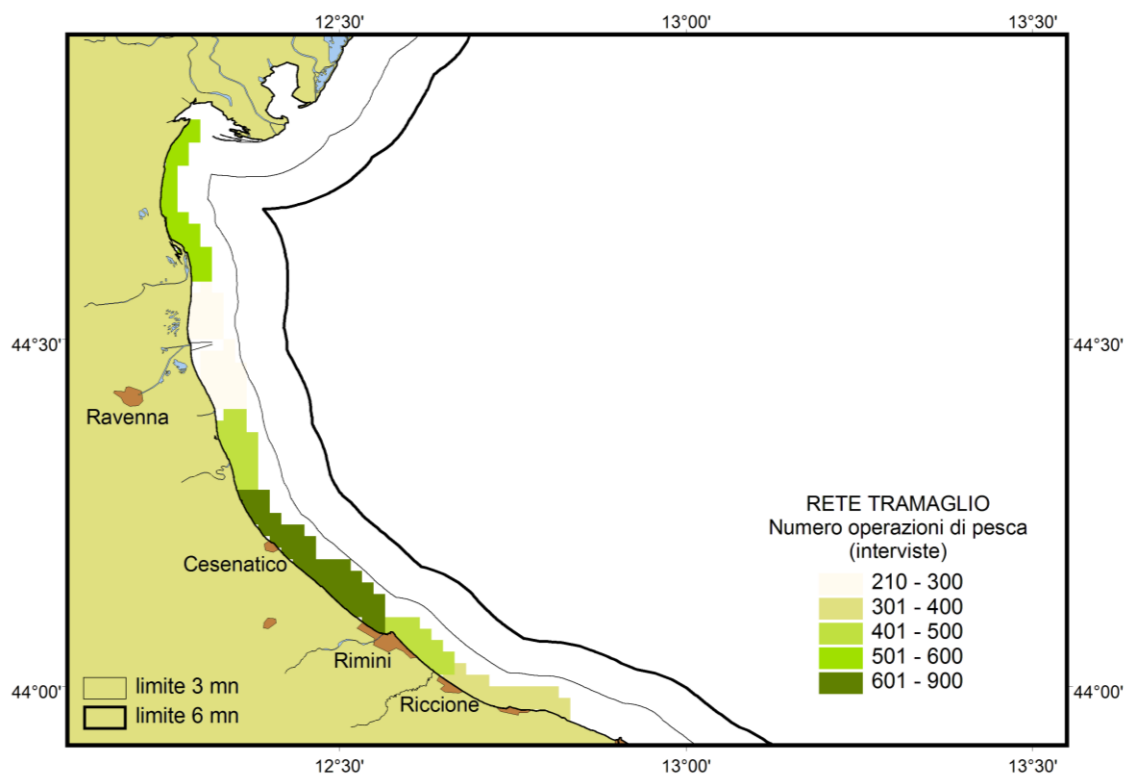 12°30'
13°00'
13°30'
44°30'
44°30'
Ravenna
Cesenatico
Rimini
Riccione
44°00'
44°00'
RETE TRAMAGLIO
Numero operazioni di pesca
(interviste)
210 - 300
301 - 400
401 - 500
501 - 600
601 - 900
limite 3 mn
limite 6 mn
12°30'
13°00'
13°30'